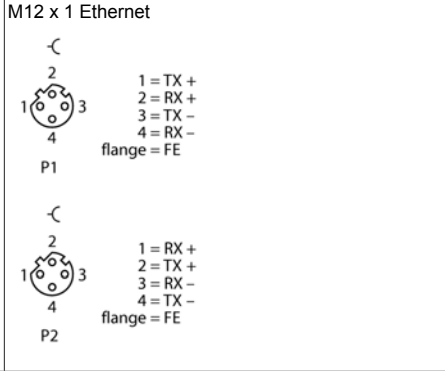 M12 x 1 Ethernet
2
1 3
4
P1
1 = TX +
2 = RX +
3 = TX –
4 = RX –
flange = FE
2
1 3
4
P2
1 = RX +
2 = TX +
3 = RX –
4 = TX –
flange = FE